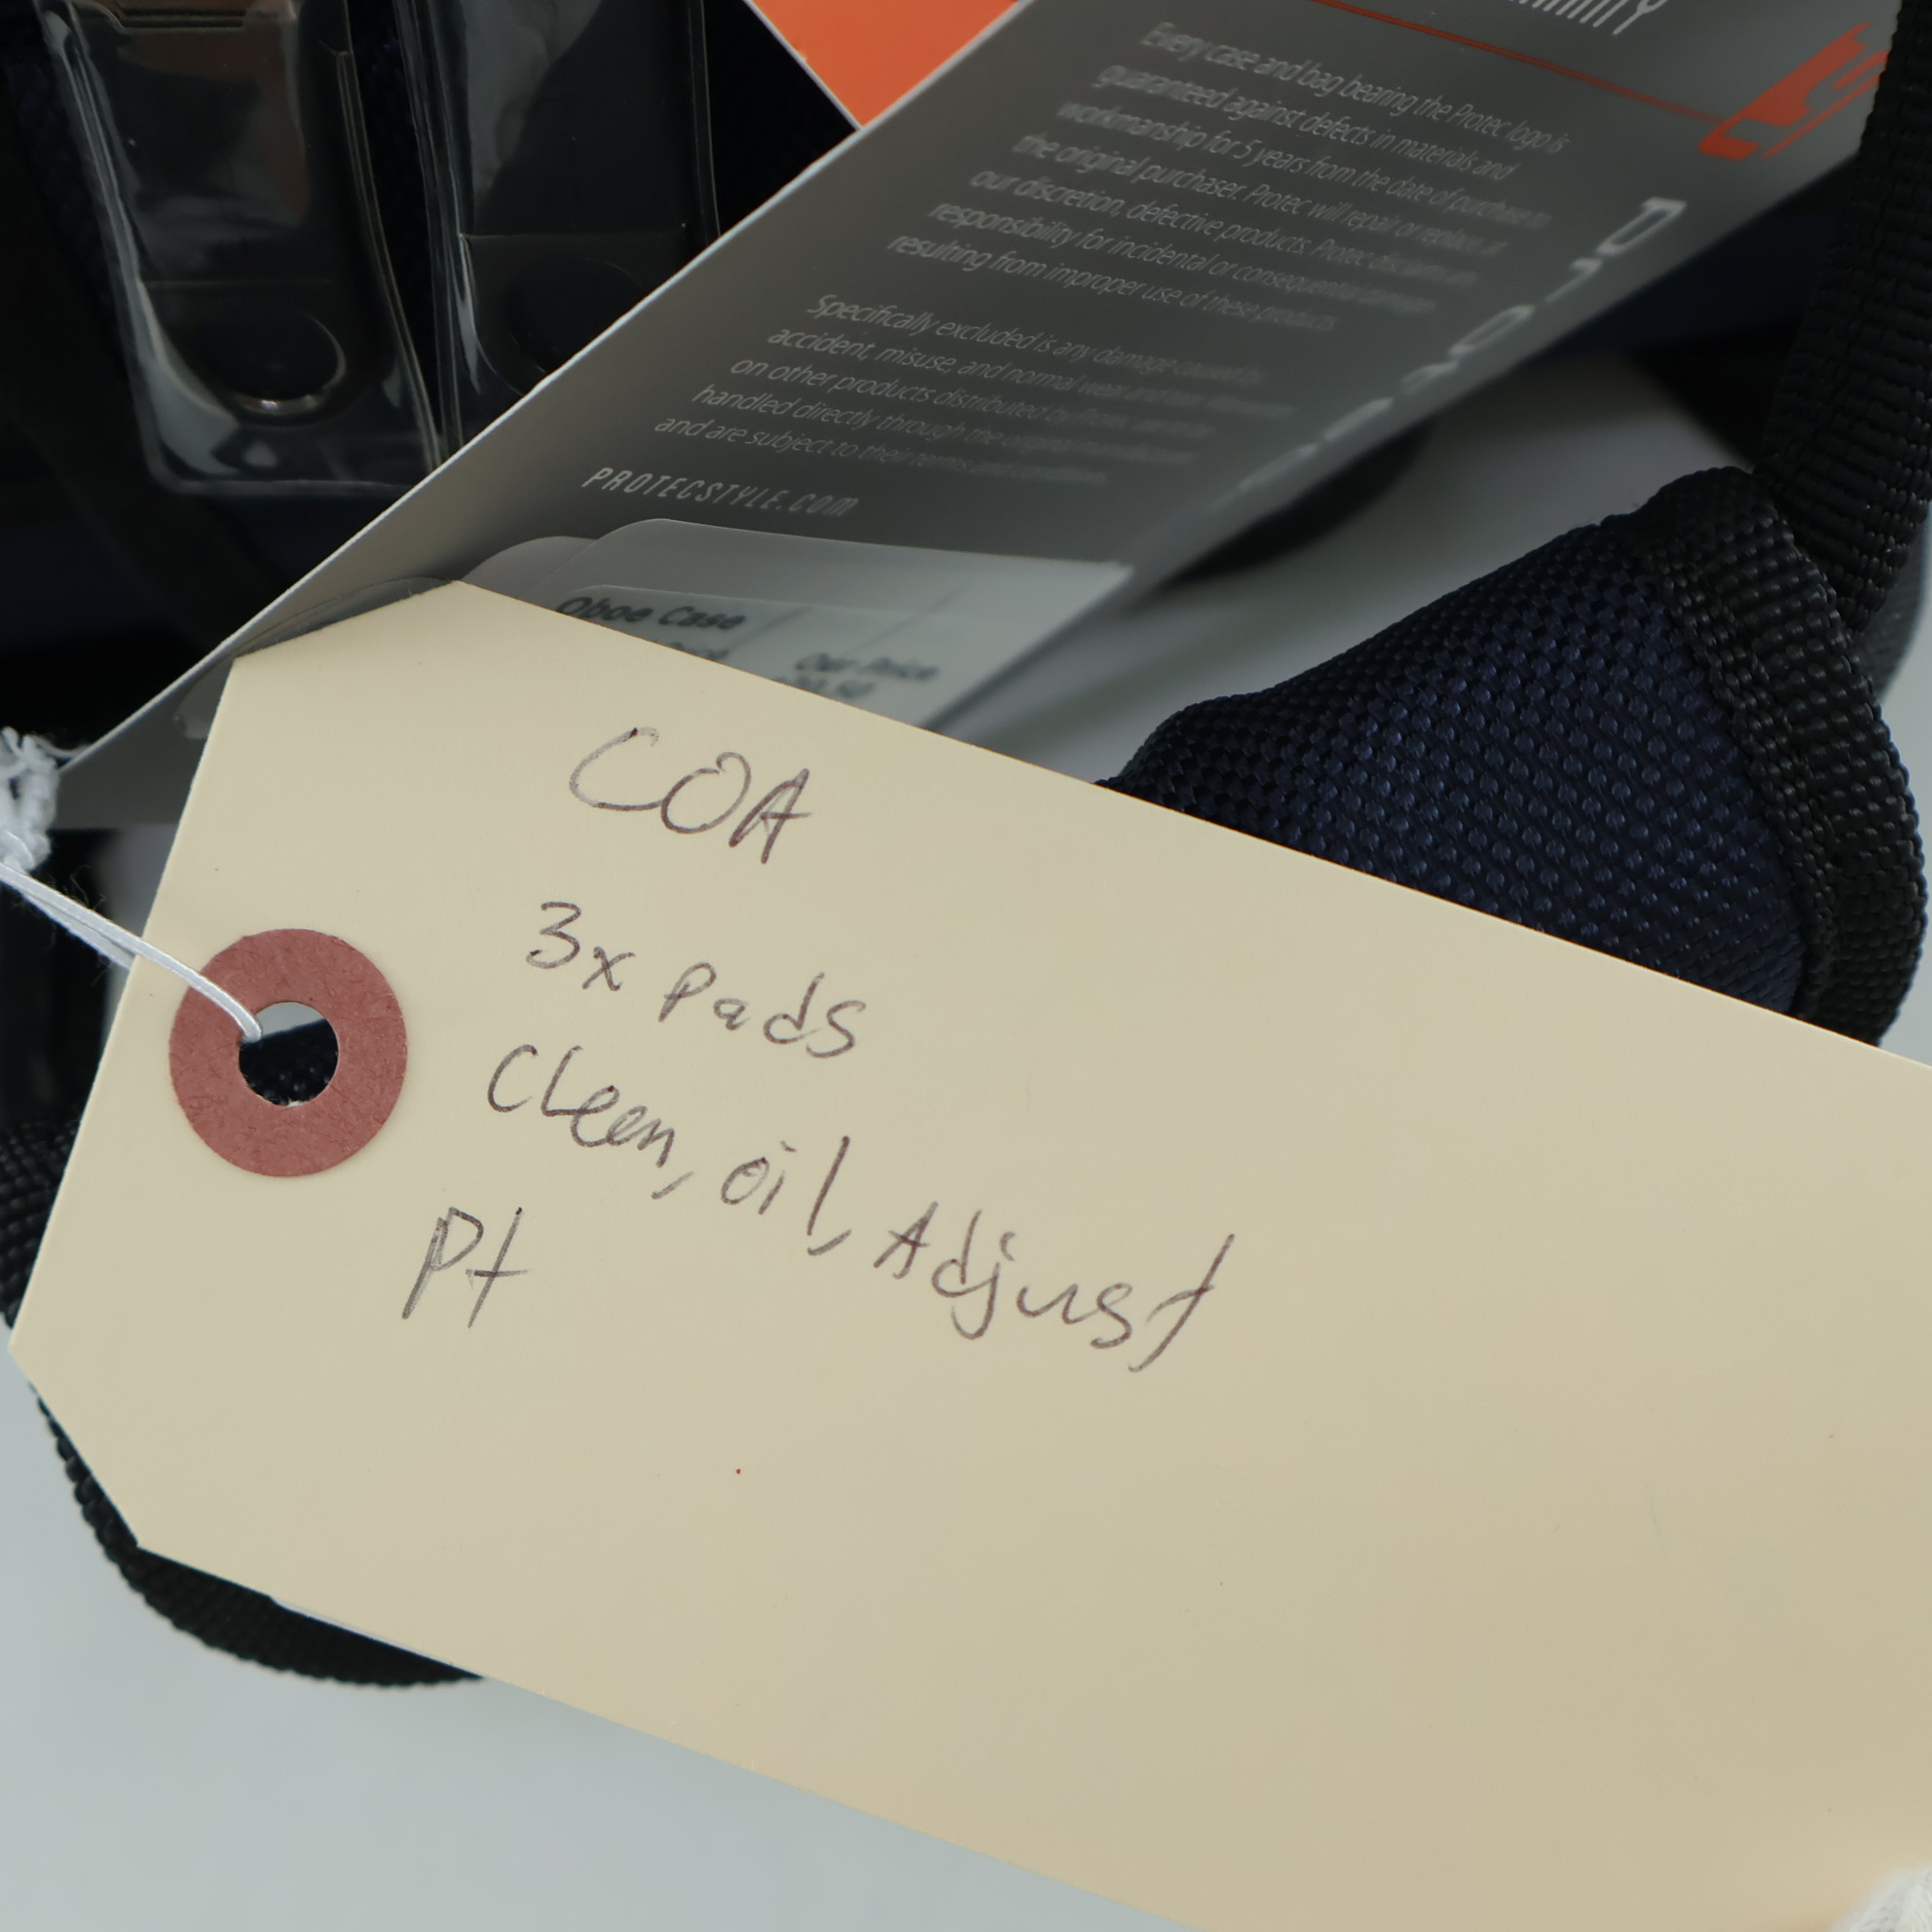 Every case and bag bearing the Protec logo is
guaranteed against defects in materials and
workmanship for 5 years from the date of purchase to
the original purchaser. Protec will repair or replace, at
our discretion, defective products. Protec disclaims any
responsibility for incidental or consequential damage
resulting from improper use of these products.
Specifically excluded is any damage caused by
accident, misuse, and normal wear and tear.
on other products distributed by Protec
handled directly through the original
and are subject to their terms and conditions.
PROTECSTYLE.COM
Oboe Case
Our Price
COA
3x pads
Cleen, oil, Adjust
Pt